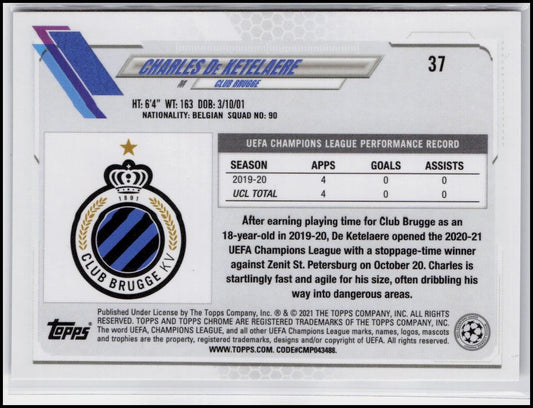 CHARLES DE KETELAERE
37
MF
CLUB BRUGGE
HT: 6'4" WT: 163 DOB: 3/10/01
NATIONALITY: BELGIAN SQUAD NO: 90
1891
CLUB BRUGGE KV
UEFA CHAMPIONS LEAGUE PERFORMANCE RECORD
SEASON APPS GOALS ASSISTS
2019-20 4 0 0
UCL TOTAL 4 0 0
After earning playing time for Club Brugge as an
18-year-old in 2019-20, De Ketelaere opened the 2020-21
UEFA Champions League with a stoppage-time winner
against Zenit St. Petersburg on October 20. Charles is
startlingly fast and agile for his size, often dribbling his
way into dangerous areas.
Topps
Published Under License by The Topps Company, Inc. ® & © 2021 THE TOPPS COMPANY, INC. ALL RIGHTS
RESERVED. TOPPS AND TOPPS CHROME ARE REGISTERED TRADEMARKS OF THE TOPPS COMPANY, INC.
The word UEFA, CHAMPIONS LEAGUE, and all other UEFA Champions League marks, names, logos, mascots
and trophies are the property, registered trademarks, designs and/or copyright of UEFA. All rights reserved.
WWW.TOPPS.COM. CODE#CMP043488.